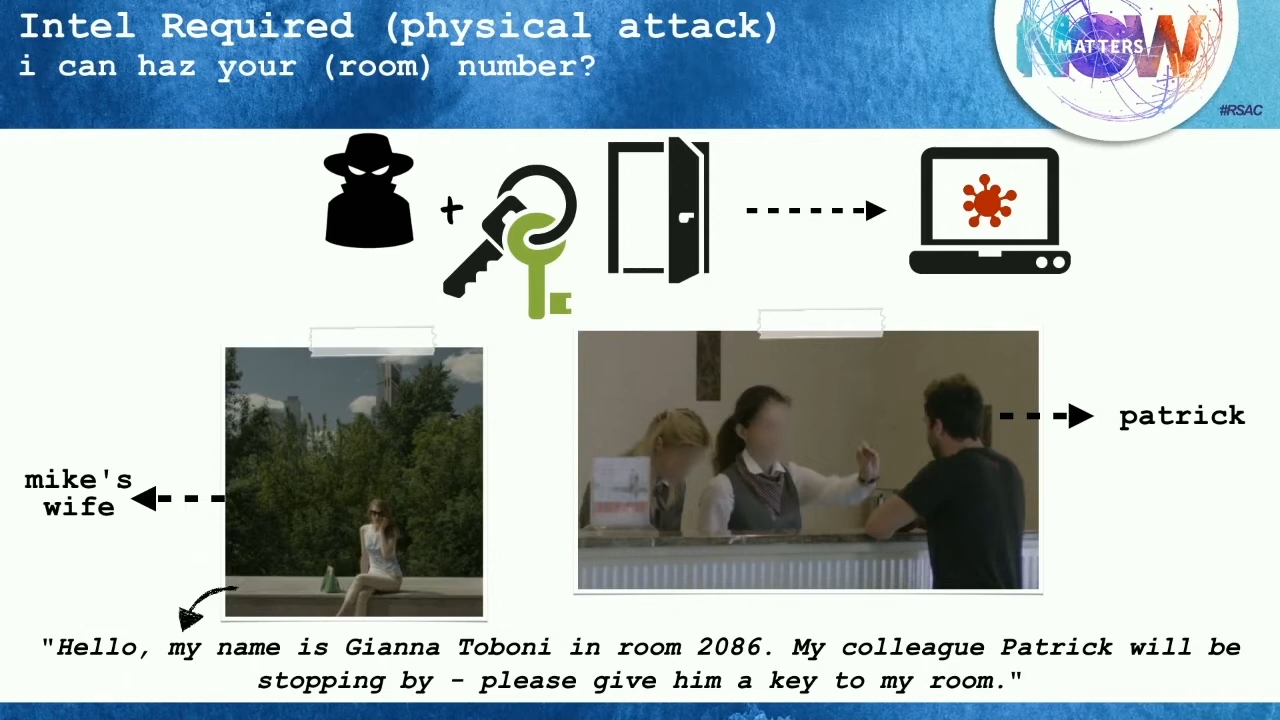 Intel Required (physical attack)
i can haz your (room) number?
NOW
MATTERS
#RSAC
+
patrick
mike's
wife
"Hello, my name is Gianna Toboni in room 2086. My colleague Patrick will be
stopping by - please give him a key to my room."